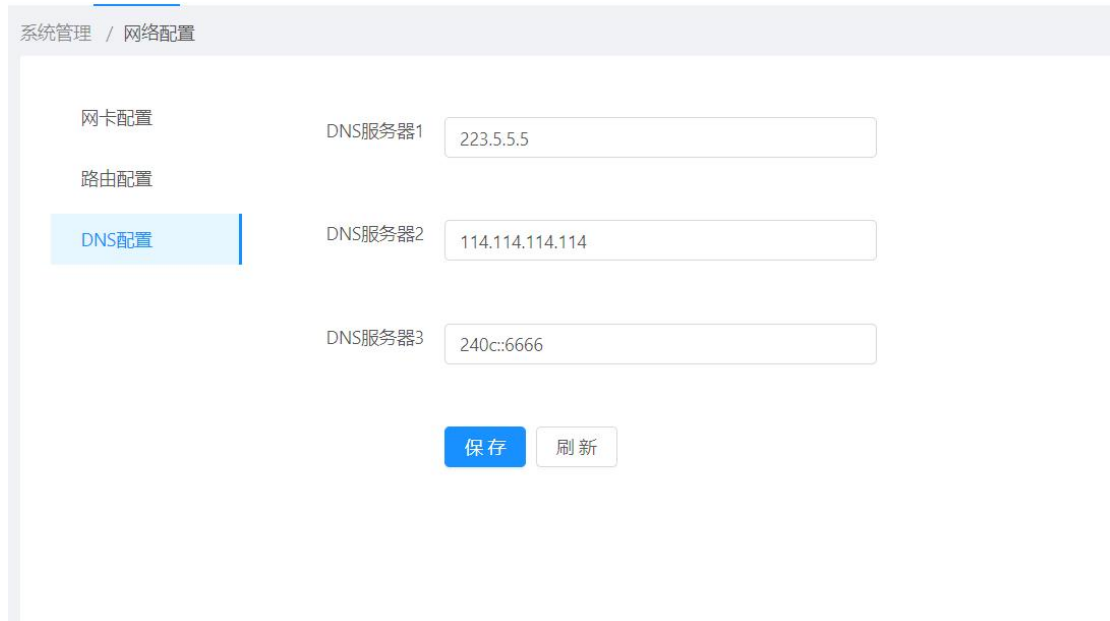 系统管理 / 网络配置
网卡配置
路由配置
DNS配置
DNS服务器1 223.5.5.5
DNS服务器2 114.114.114.114
DNS服务器3 240c::6666
保存 刷新